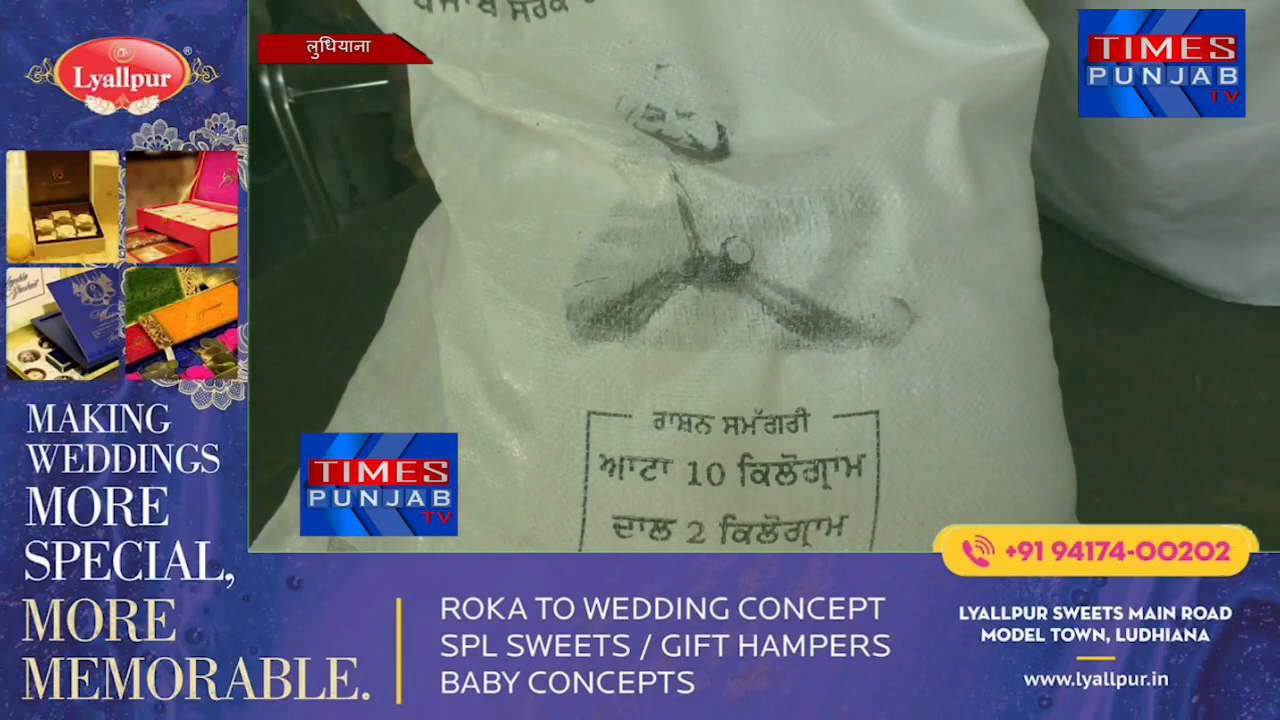 Lyallpur
®
MAKING
WEDDINGS
MORE
SPECIAL,
MORE
MEMORABLE.
ਪੰਜਾਬ ਸਰਕਾਰ
लुधियाना
TIMES
PUNJAB
TV
ਰਾਸ਼ਨ ਸਮੱਗਰੀ
ਆਟਾ 10 ਕਿਲੋਗ੍ਰਾਮ
ਦਾਲ 2 ਕਿਲੋਗ੍ਰਾਮ
TIMES
PUNJAB
TV
ROKA TO WEDDING CONCEPT
SPL SWEETS / GIFT HAMPERS
BABY CONCEPTS
+91 94174-00202
LYALLPUR SWEETS MAIN ROAD
MODEL TOWN, LUDHIANA
www.lyallpur.in